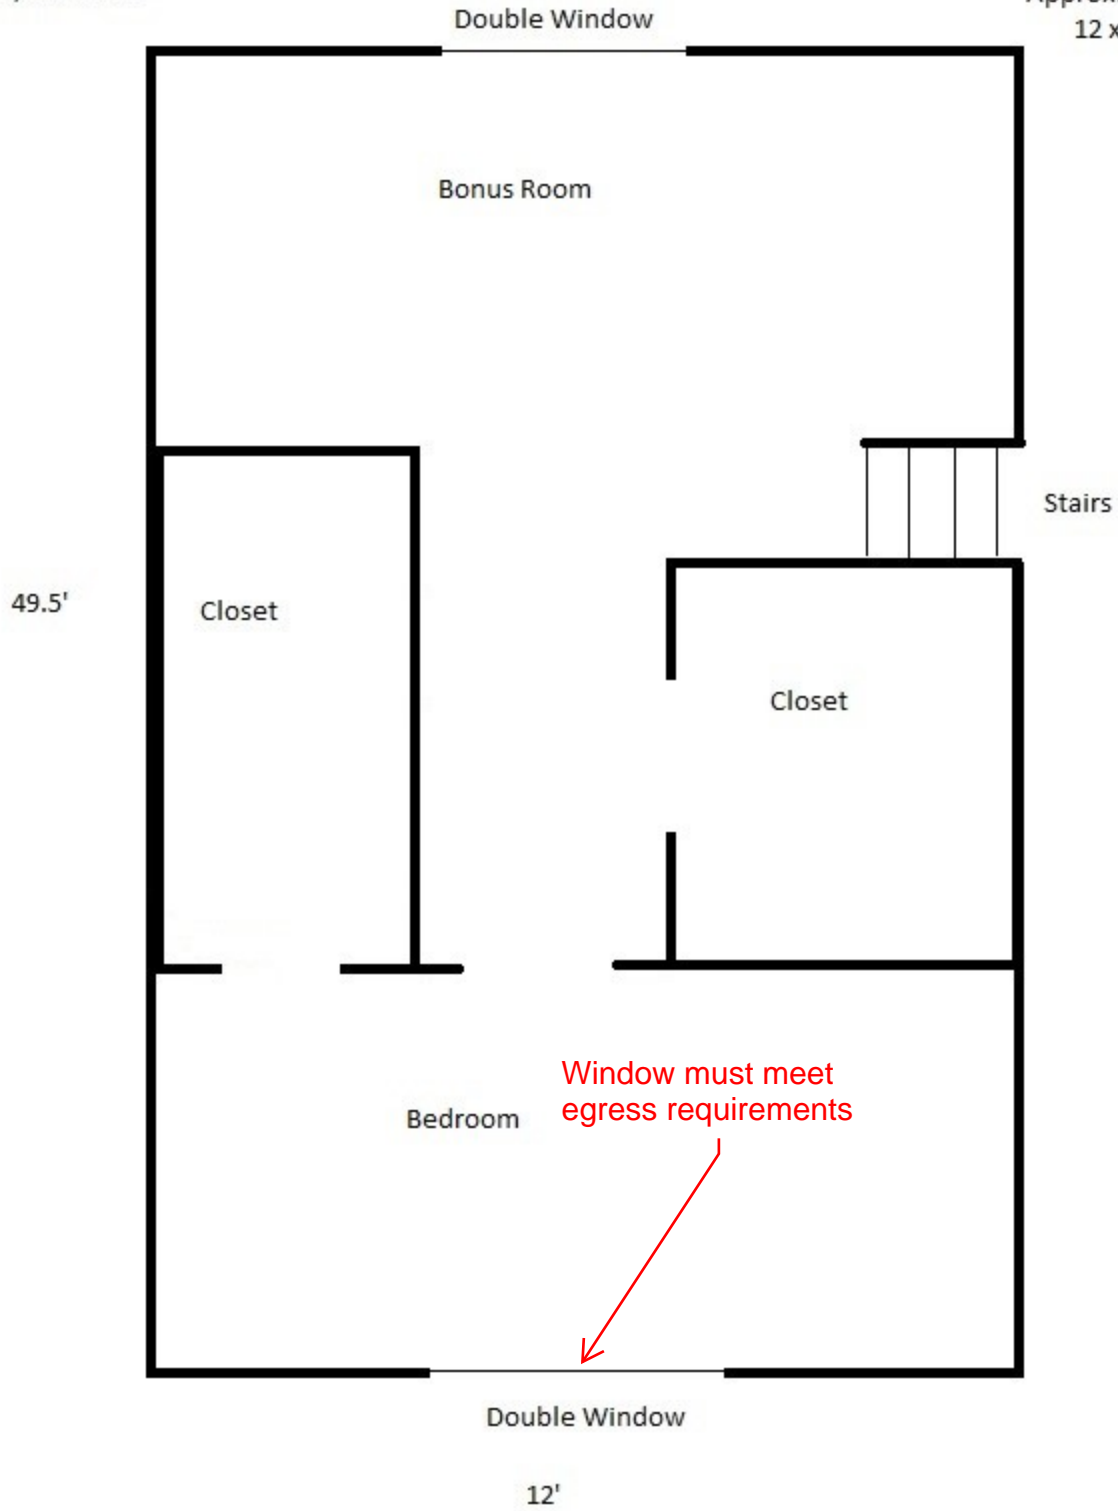 Double Window
12 x
Bonus Room
Stairs
49.5'
Closet
Closet
Window must meet
egress requirements
Bedroom
Double Window
12'